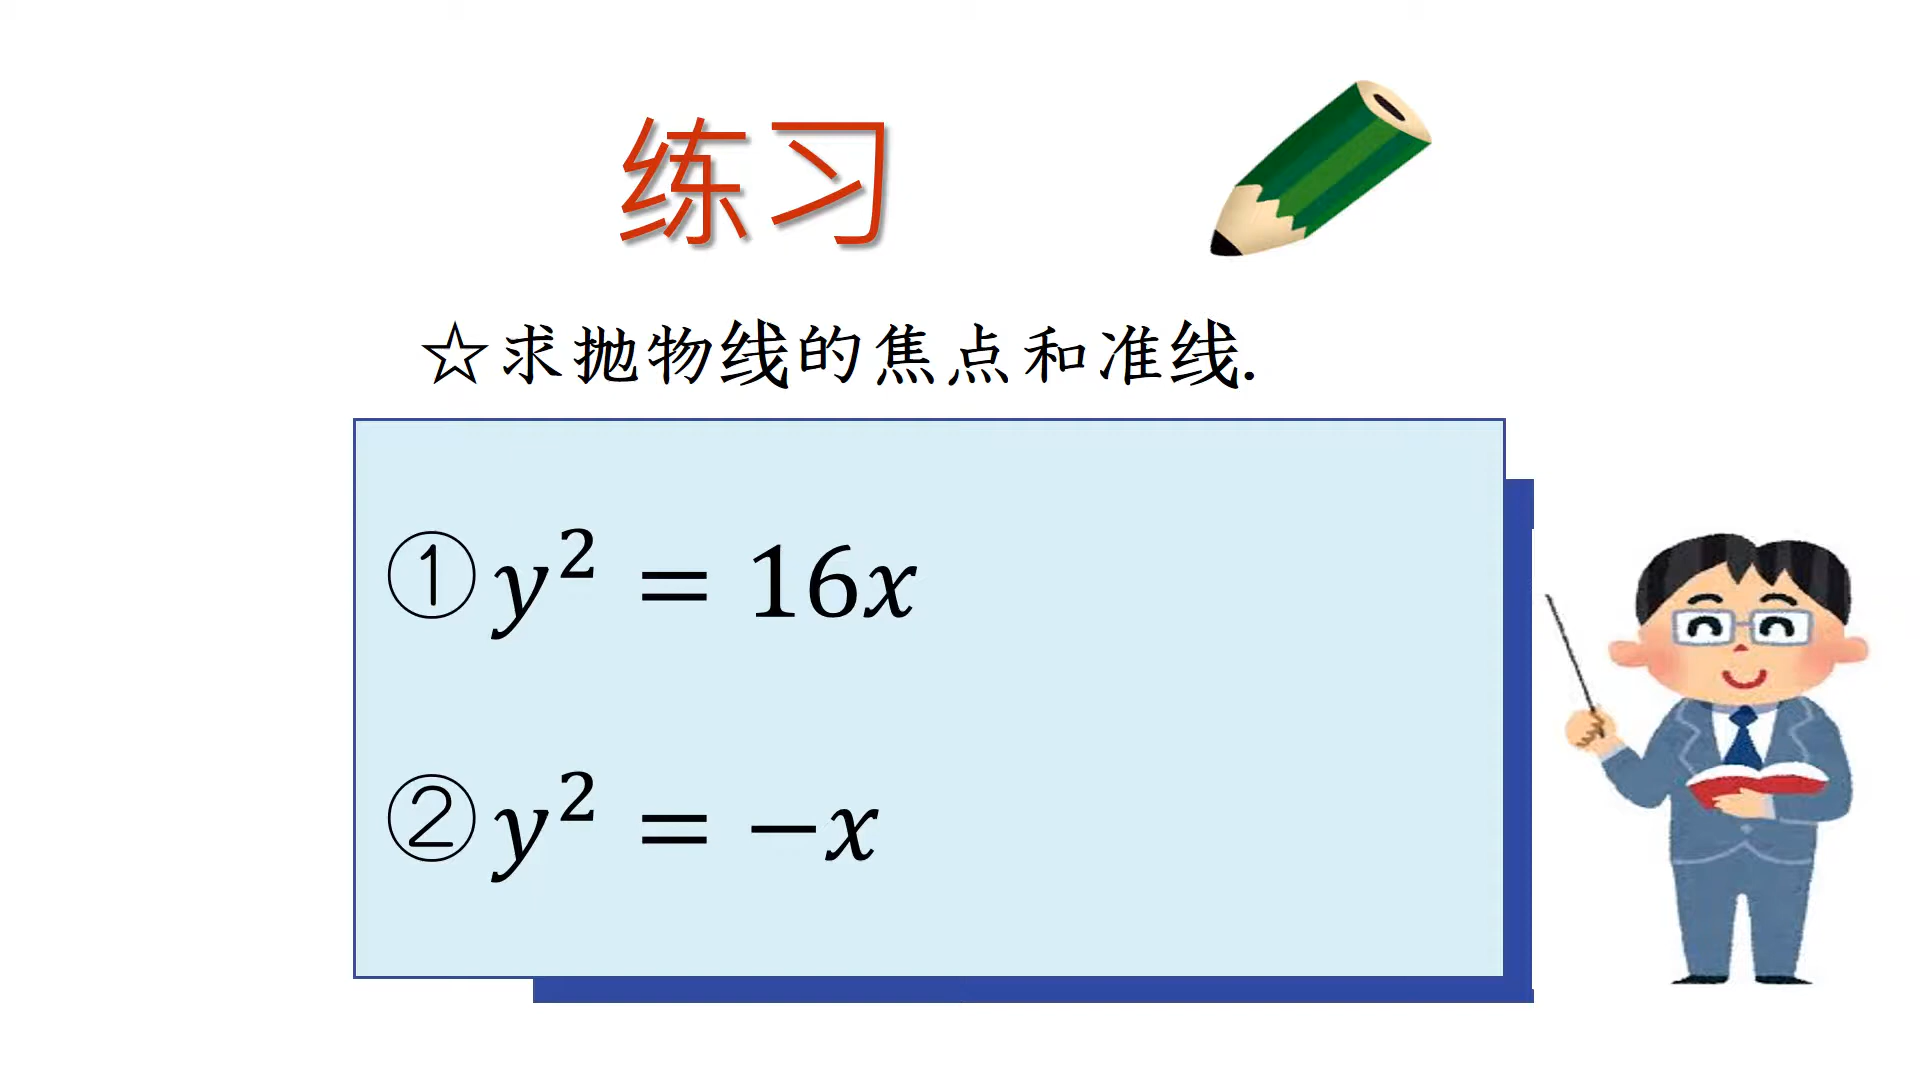 练习
☆求抛物线的焦点和准线.
①y² = 16x
②y² = −x